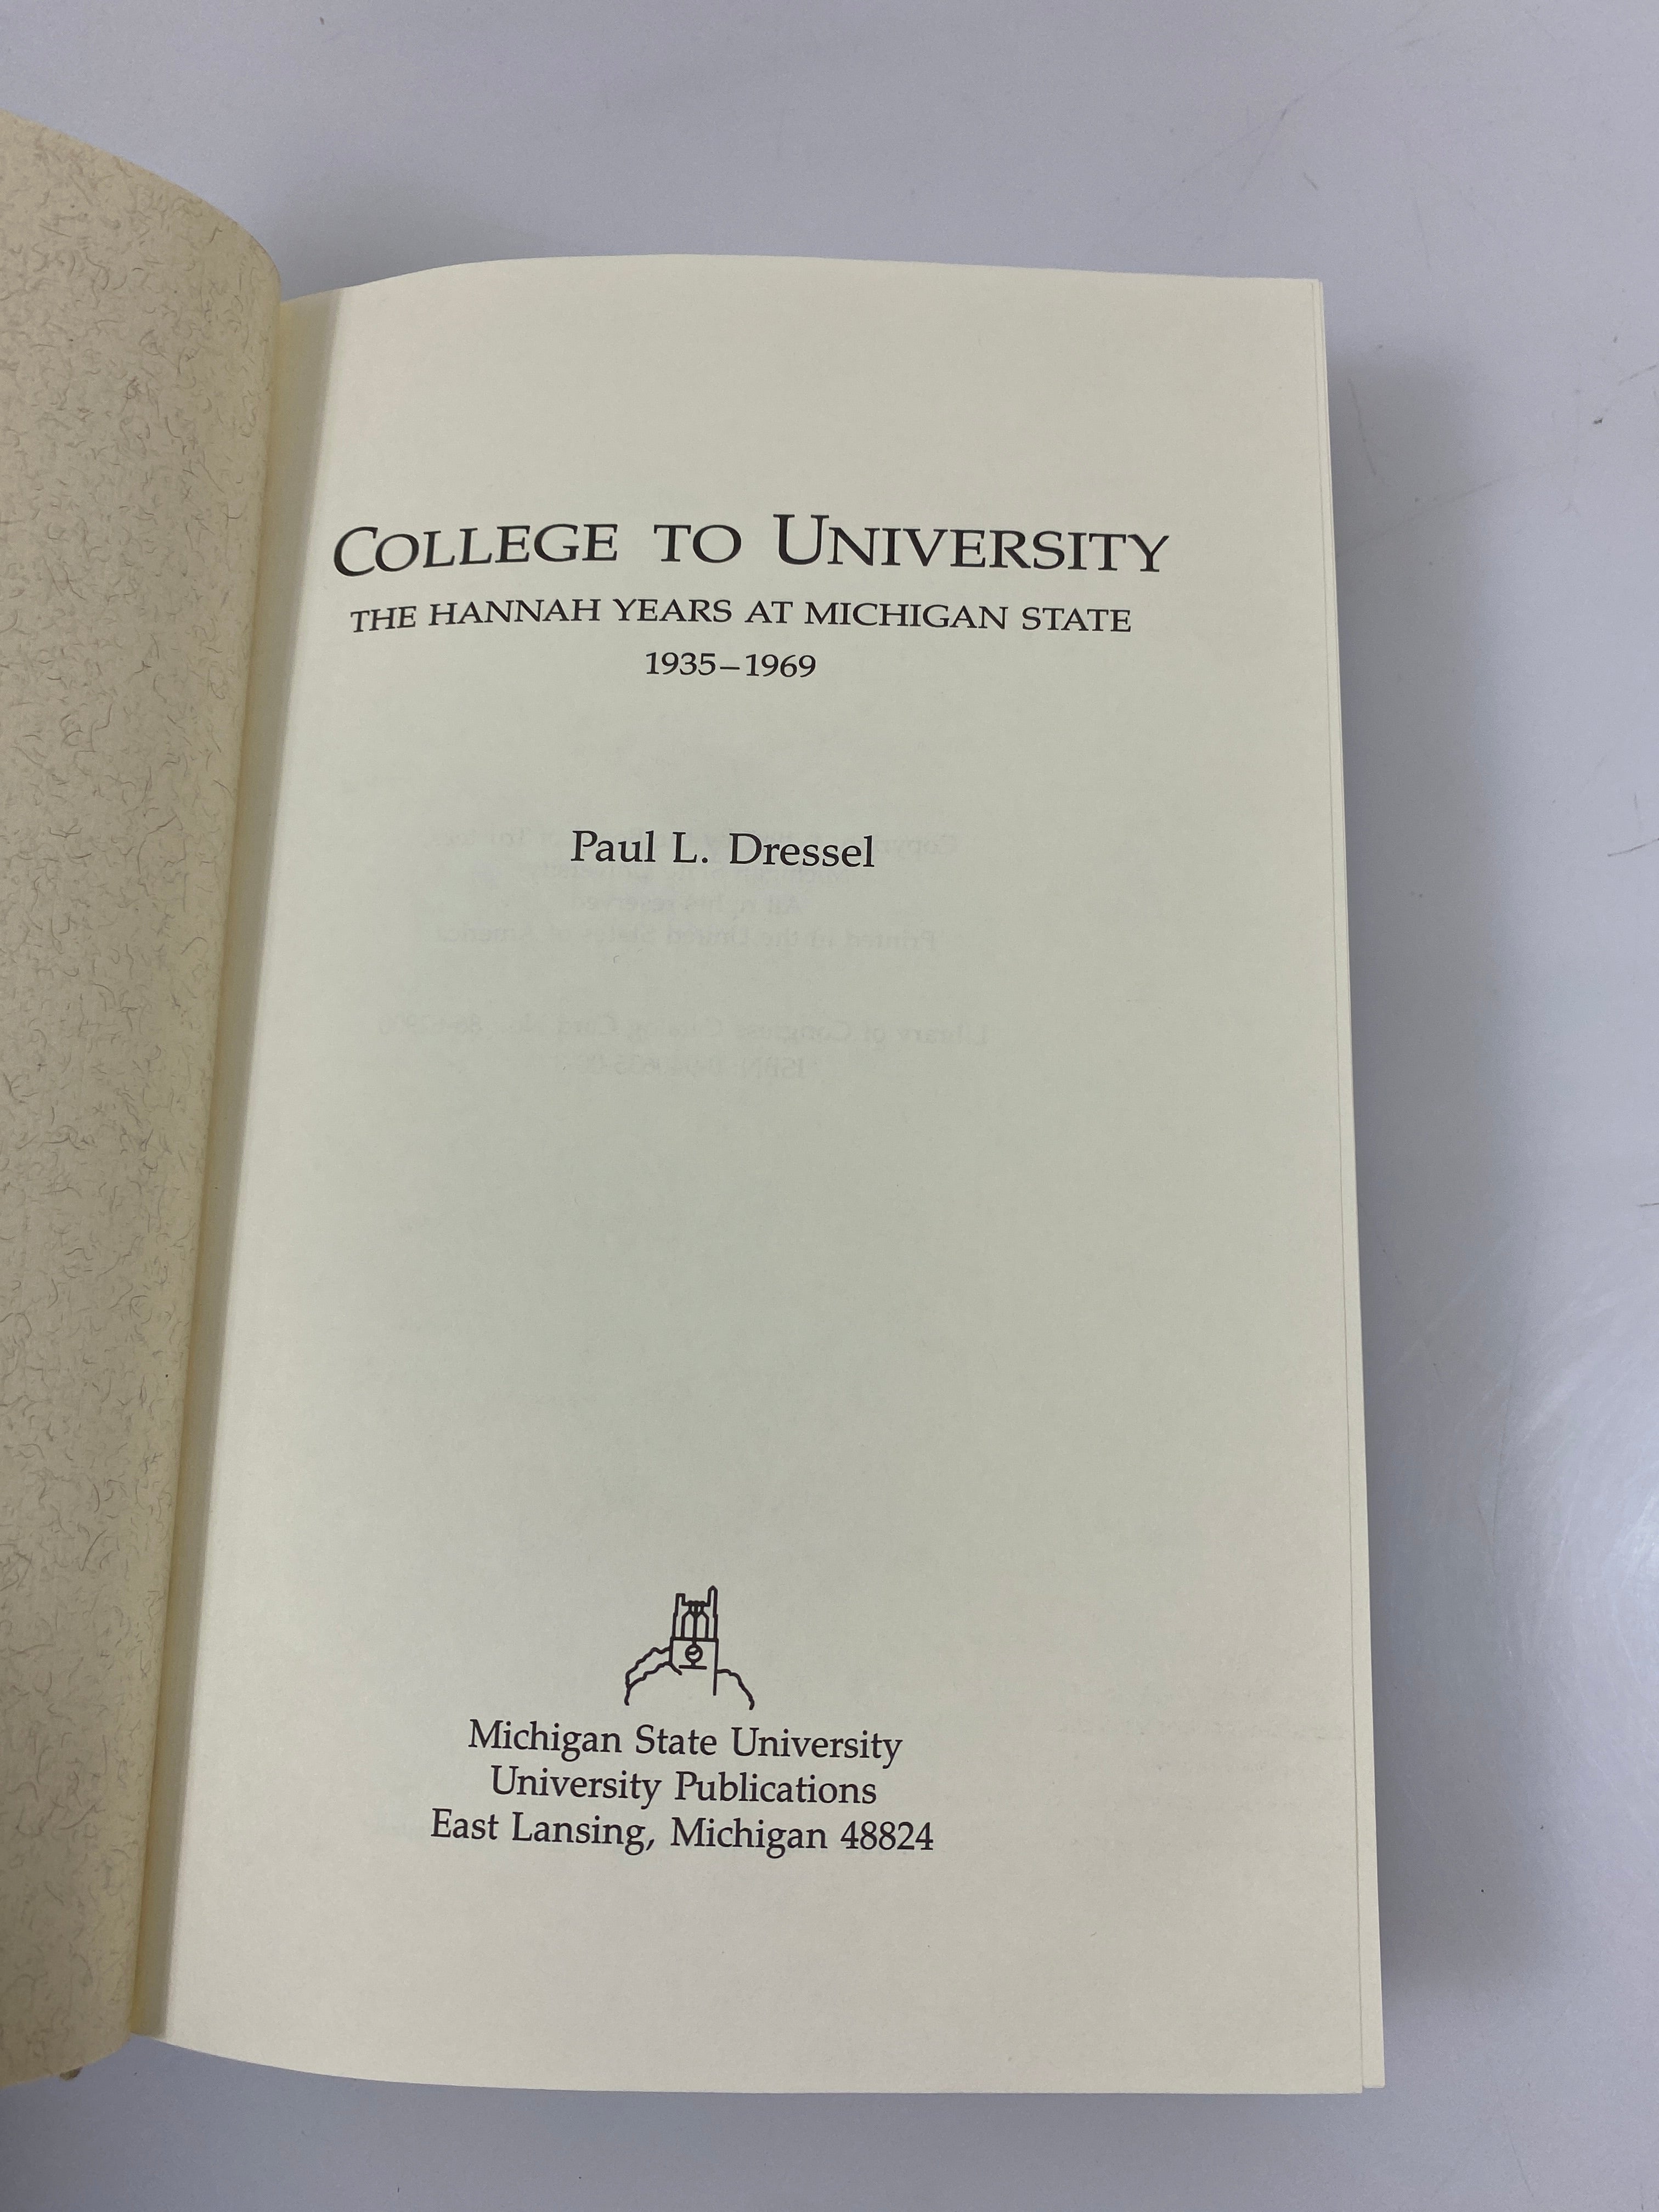 COLLEGE TO UNIVERSITY
THE HANNAH YEARS AT MICHIGAN STATE
1935–1969
Paul L. Dressel
Michigan State University
University Publications
East Lansing, Michigan 48824